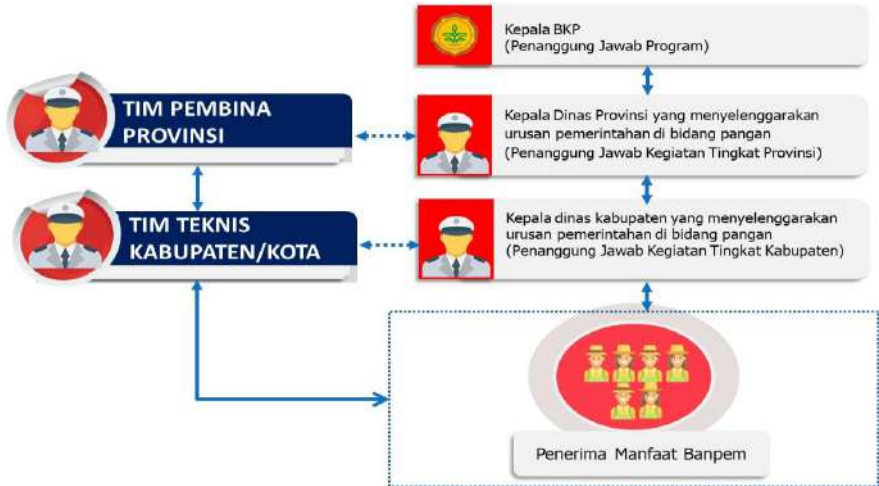 Kepala BKP
(Penanggung Jawab Program)
TIM PEMBINA
PROVINSI
Kepala Dinas Provinsi yang menyelenggarakan
urusan pemerintahan di bidang pangan
(Penanggung Jawab Kegiatan Tingkat Provinsi)
TIM TEKNIS
KABUPATEN/KOTA
Kepala dinas kabupaten yang menyelenggarakan
urusan pemerintahan di bidang pangan
(Penanggung Jawab Kegiatan Tingkat Kabupaten)
Penerima Manfaat Banpem